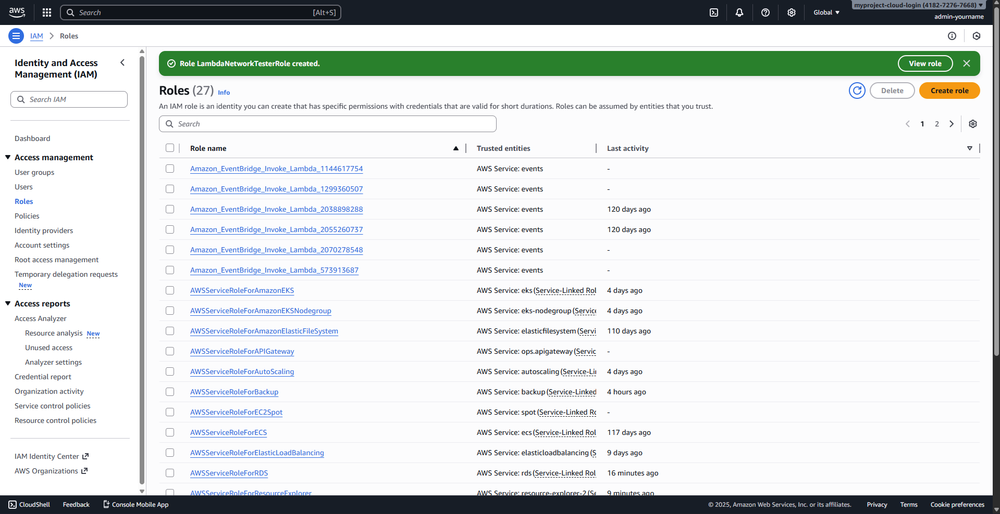 aws
Search
[Alt+S]
Global
myproject-cloud-login (4182-7276-7668)
admin-yourname
IAM
Roles
Identity and Access
Management (IAM)
Search IAM
Dashboard
Access management
User groups
Users
Roles
Policies
Identity providers
Account settings
Root access management
Temporary delegation requests
New
Access reports
Access Analyzer
Resource analysis New
Unused access
Analyzer settings
Credential report
Organization activity
Service control policies
Resource control policies
IAM Identity Center
AWS Organizations
Role LambdaNetworkTesterRole created.
View role
Roles (27) Info
Delete
Create role
An IAM role is an identity you can create that has specific permissions with credentials that are valid for short durations. Roles can be assumed by entities that you trust.
Search
1 2
Role name Trusted entities Last activity
Amazon_EventBridge_Invoke_Lambda_1144617754 AWS Service: events -
Amazon_EventBridge_Invoke_Lambda_1299360507 AWS Service: events -
Amazon_EventBridge_Invoke_Lambda_2038898288 AWS Service: events 120 days ago
Amazon_EventBridge_Invoke_Lambda_2055260737 AWS Service: events 120 days ago
Amazon_EventBridge_Invoke_Lambda_2070278548 AWS Service: events -
Amazon_EventBridge_Invoke_Lambda_573913687 AWS Service: events -
AWSServiceRoleForAmazonEKS AWS Service: eks (Service-Linked Rol 4 days ago
AWSServiceRoleForAmazonEKSNodegroup AWS Service: eks-nodegroup (Service 4 days ago
AWSServiceRoleForAmazonElasticFileSystem AWS Service: elasticfilesystem (Servi 110 days ago
AWSServiceRoleForAPIGateway AWS Service: ops.apigateway (Servic -
AWSServiceRoleForAutoScaling AWS Service: autoscaling (Service-Li 4 days ago
AWSServiceRoleForBackup AWS Service: backup (Service-Linked 4 hours ago
AWSServiceRoleForEC2Spot AWS Service: spot (Service-Linked Ro -
AWSServiceRoleForECS AWS Service: ecs (Service-Linked Rol 117 days ago
AWSServiceRoleForElasticLoadBalancing AWS Service: elasticloadbalancing (S 9 days ago
AWSServiceRoleForRDS AWS Service: rds (Service-Linked Rol 16 minutes ago
AWSServiceRoleForResourceExplorer AWS Service: resource-explorer-2 (Se 9 minutes ago
CloudShell
Feedback
Console Mobile App
© 2025, Amazon Web Services, Inc. or its affiliates.
Privacy
Terms
Cookie preferences